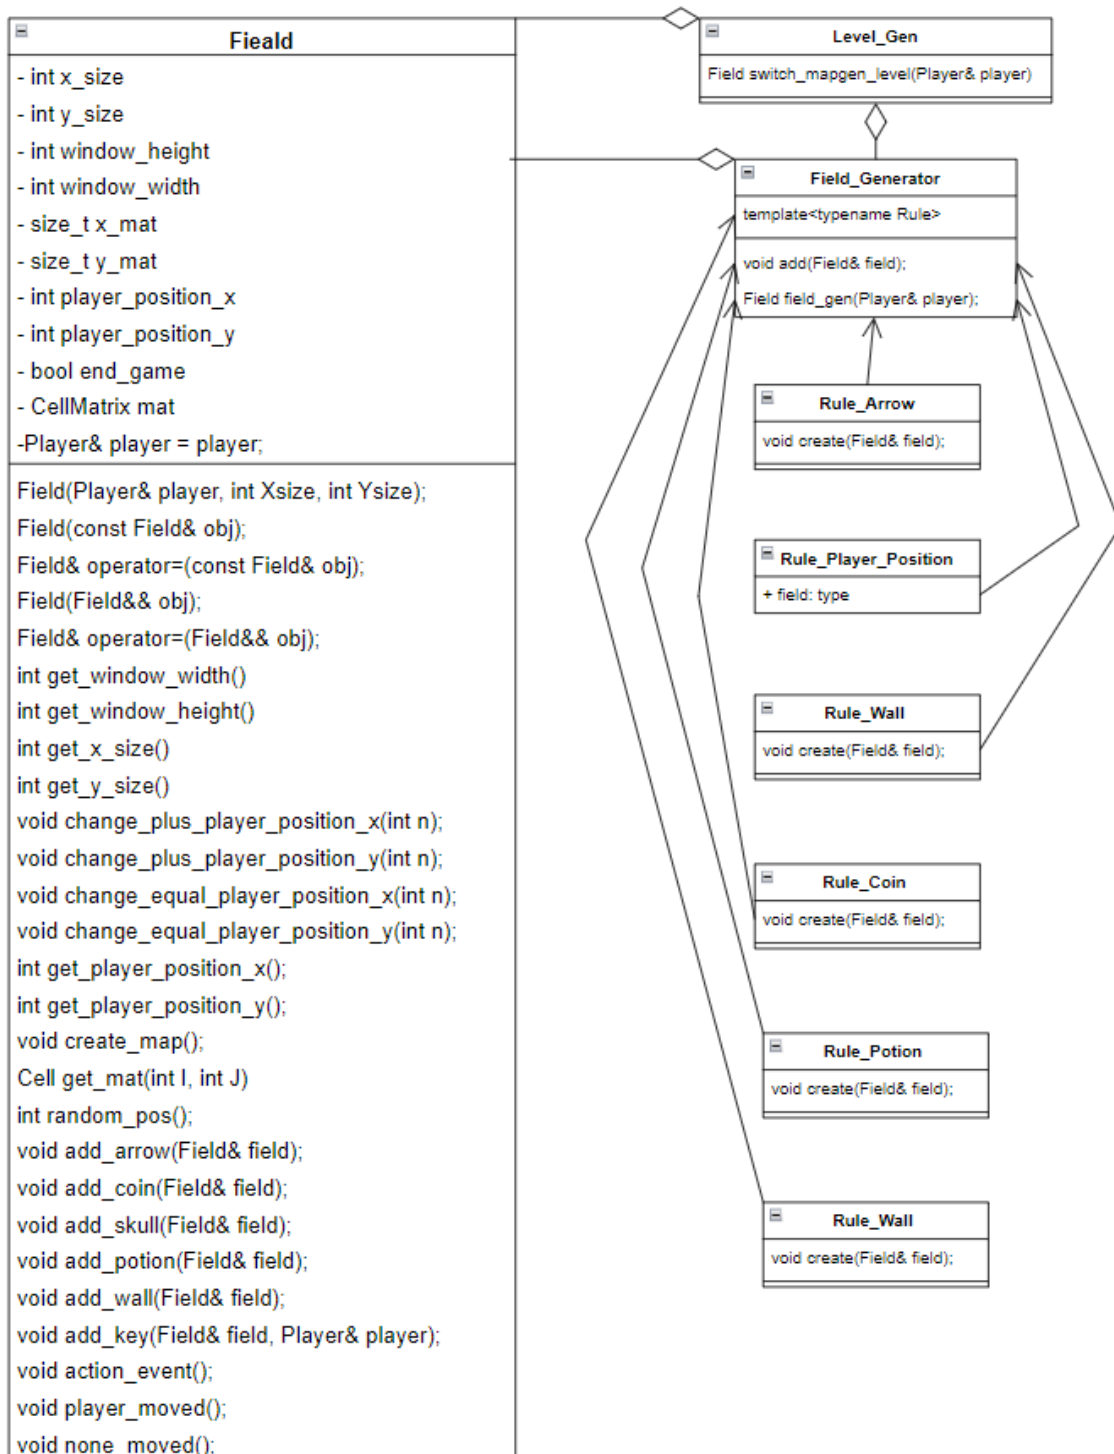 Fieald
- int x_size
- int y_size
- int window_height
- int window_width
- size_t x_mat
- size_t y_mat
- int player_position_x
- int player_position_y
- bool end_game
- CellMatrix mat
-Player& player = player;
Field(Player& player, int Xsize, int Ysize);
Field(const Field& obj);
Field& operator=(const Field& obj);
Field(Field&& obj);
Field& operator=(Field&& obj);
int get_window_width()
int get_window_height()
int get_x_size()
int get_y_size()
void change_plus_player_position_x(int n);
void change_plus_player_position_y(int n);
void change_equal_player_position_x(int n);
void change_equal_player_position_y(int n);
int get_player_position_x();
int get_player_position_y();
void create_map();
Cell get_mat(int I, int J)
int random_pos();
void add_arrow(Field& field);
void add_coin(Field& field);
void add_skull(Field& field);
void add_potion(Field& field);
void add_wall(Field& field);
void add_key(Field& field, Player& player);
void action_event();
void player_moved();
void none_moved();
Level_Gen
Field switch_mapgen_level(Player& player)
Field_Generator
template<typename Rule>
void add(Field& field);
Field field_gen(Player& player);
Rule_Arrow
void create(Field& field);
Rule_Player_Position
+ field: type
Rule_Wall
void create(Field& field);
Rule_Coin
void create(Field& field);
Rule_Potion
void create(Field& field);
Rule_Wall
void create(Field& field);